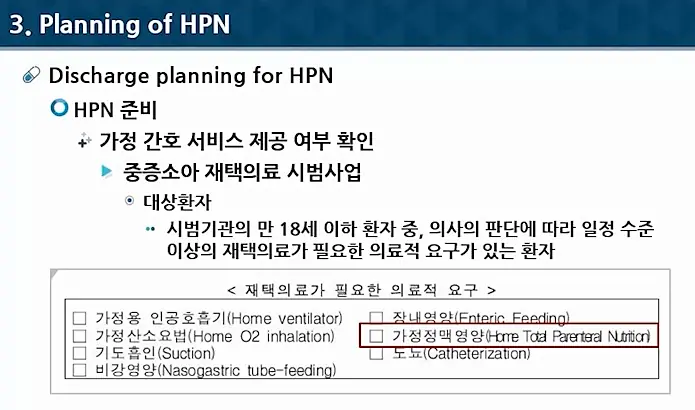 3. Planning of HPN
Discharge planning for HPN
HPN 준비
가정 간호 서비스 제공 여부 확인
중증소아 재택의료 시범사업
대상환자
시범기관의 만 18세 이하 환자 중, 의사의 판단에 따라 일정 수준
이상의 재택의료가 필요한 의료적 요구가 있는 환자
< 재택의료가 필요한 의료적 요구 >
□ 가정용 인공호흡기(Home ventilator)
□ 가정산소요법(Home O2 inhalation)
□ 기도흡인(Suction)
□ 비강영양(Nasogastric tube-feeding)
□ 장내영양(Enteric Feeding)
□ 가정정맥영양(Home Total Parenteral Nutrition)
□ 도뇨(Catheterization)